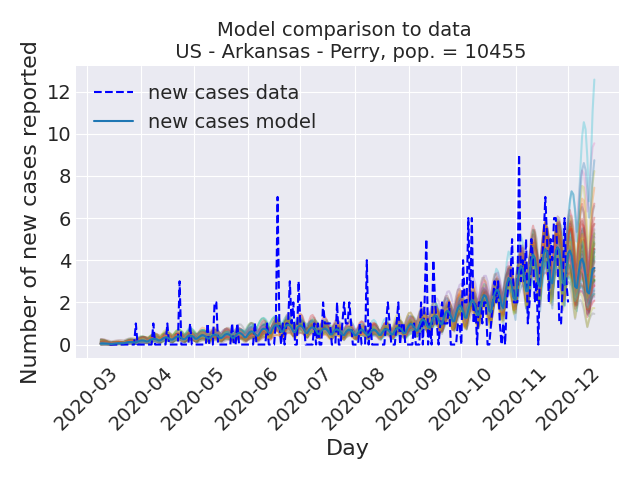 Model comparison to data
US - Arkansas - Perry, pop. = 10455
Number of new cases reported
12
10
8
6
4
2
0
new cases data
new cases model
2020-03
2020-04
2020-05
2020-06
2020-07
2020-08
2020-09
2020-10
2020-11
2020-12
Day